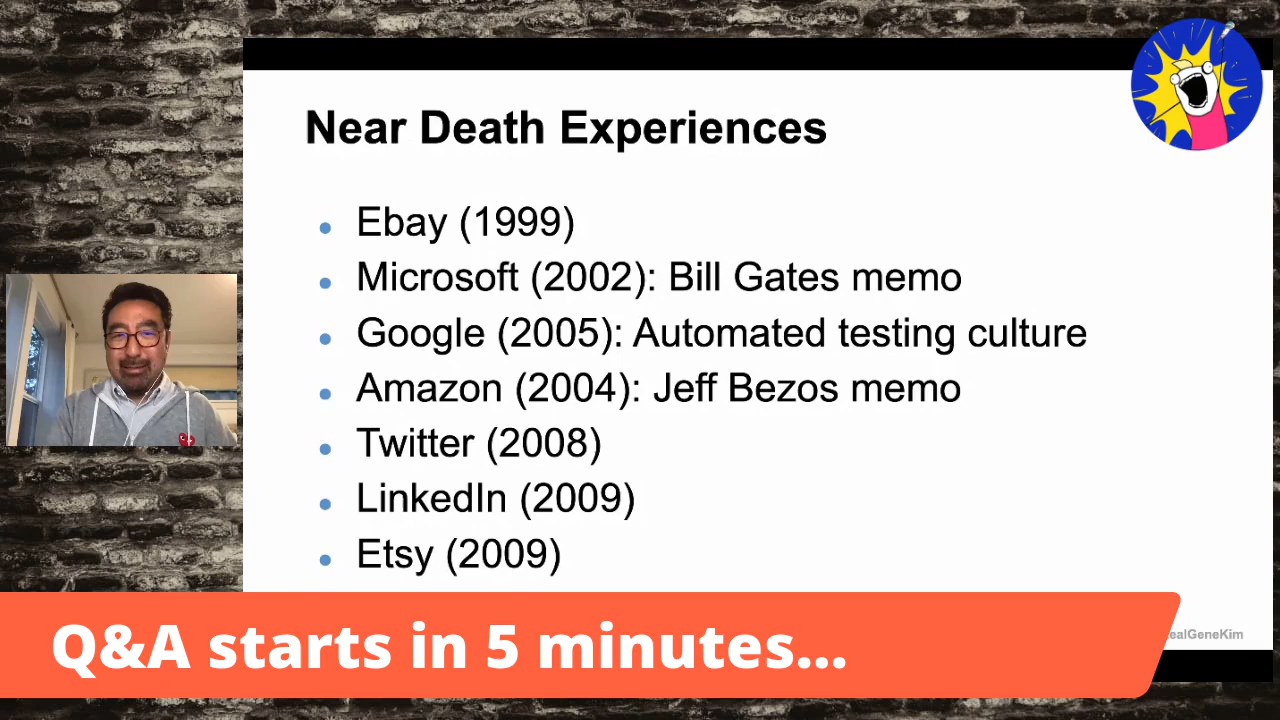 Near Death Experiences
• Ebay (1999)
• Microsoft (2002): Bill Gates memo
• Google (2005): Automated testing culture
• Amazon (2004): Jeff Bezos memo
• Twitter (2008)
• LinkedIn (2009)
• Etsy (2009)
ealGeneKim
Q&A starts in 5 minutes...